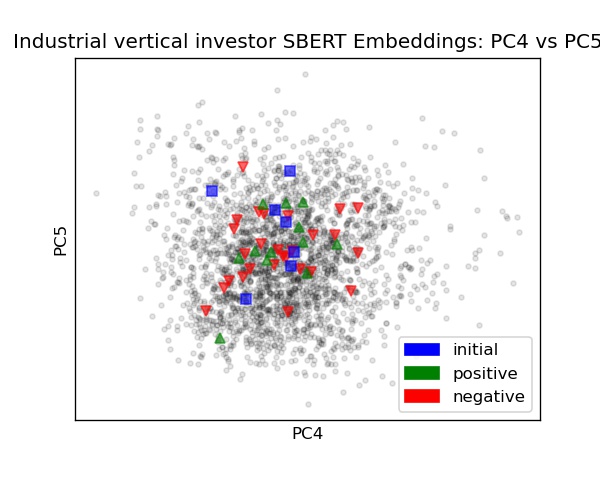 Industrial vertical investor SBERT Embeddings: PC4 vs PC5
PC5
initial
positive
negative
PC4